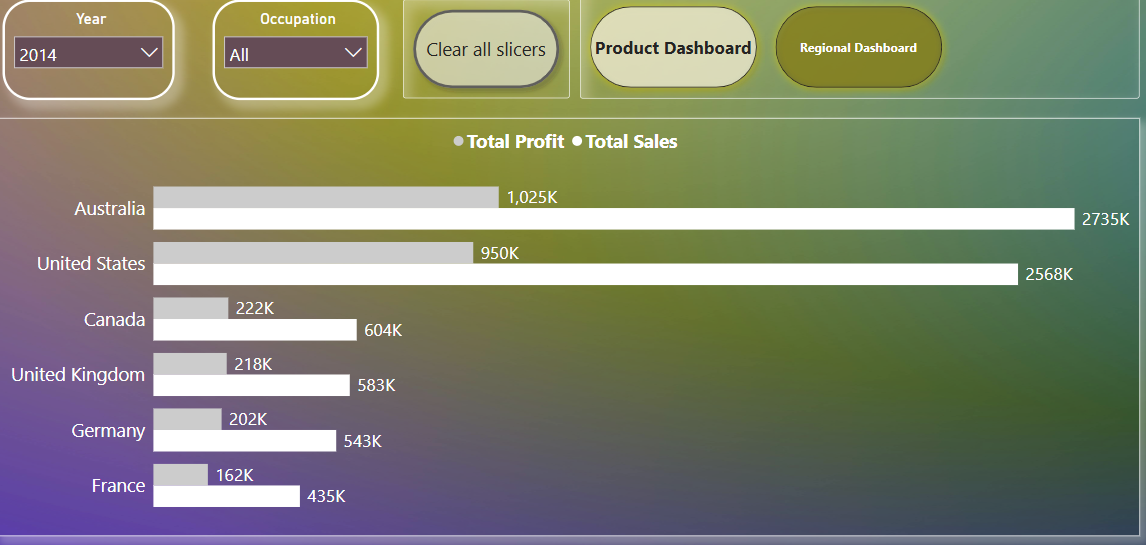 Year
2014
Occupation
All
Clear all slicers
Product Dashboard
Regional Dashboard
Total Profit Total Sales
Australia
1,025K
2735K
United States
950K
2568K
Canada
222K
604K
United Kingdom
218K
583K
Germany
202K
543K
France
162K
435K